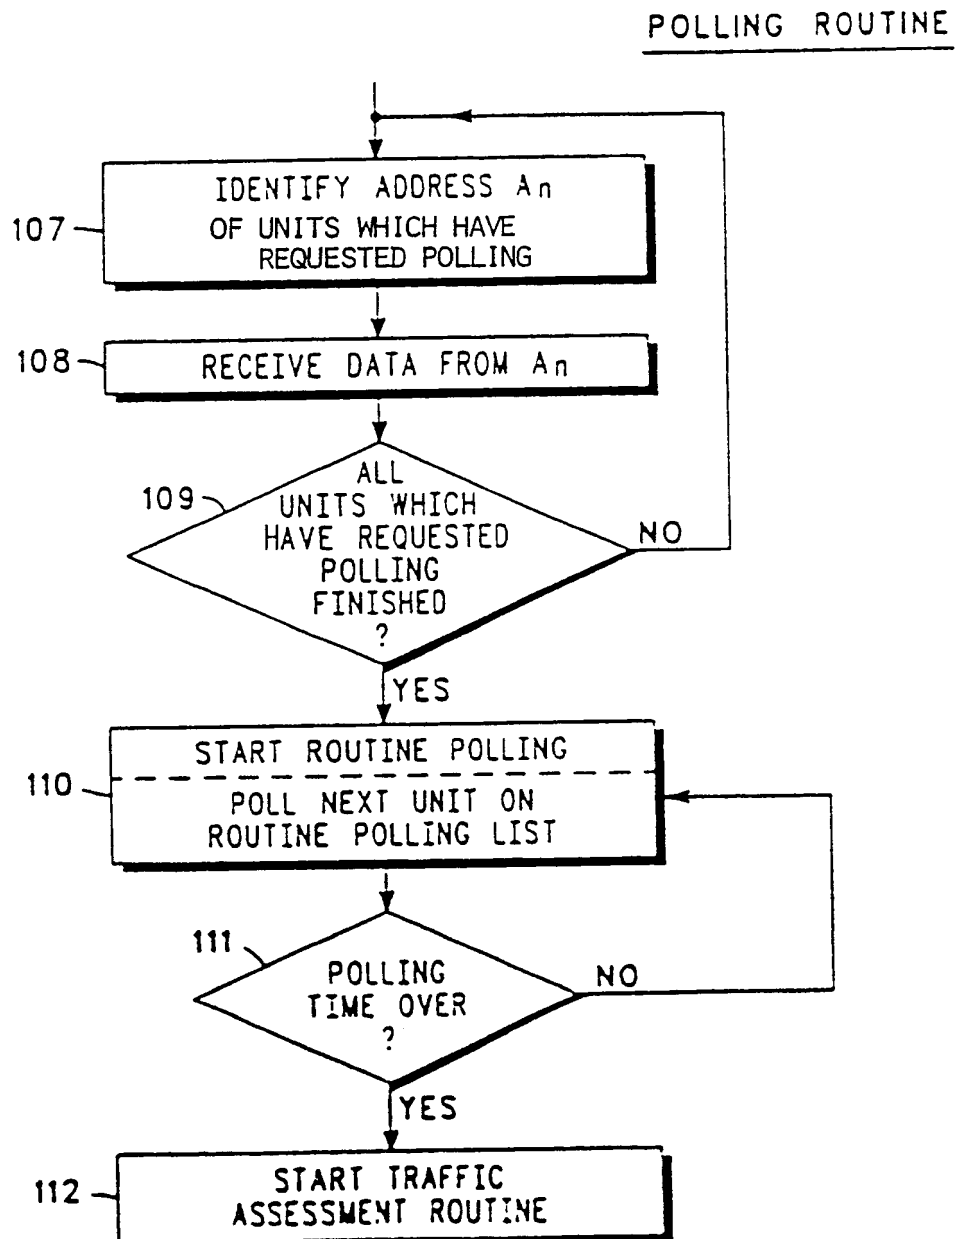 POLLING ROUTINE
IDENTIFY ADDRESS An
107
OF UNITS WHICH HAVE
REQUESTED POLLING
108
RECEIVE DATA FROM An
109
ALL
UNITS WHICH
HAVE REQUESTED
POLLING
FINISHED
?
NO
YES
START ROUTINE POLLING
110
POLL NEXT UNIT ON
ROUTINE POLLING LIST
111
POLLING
TIME OVER
?
NO
YES
112
START TRAFFIC
ASSESSMENT ROUTINE